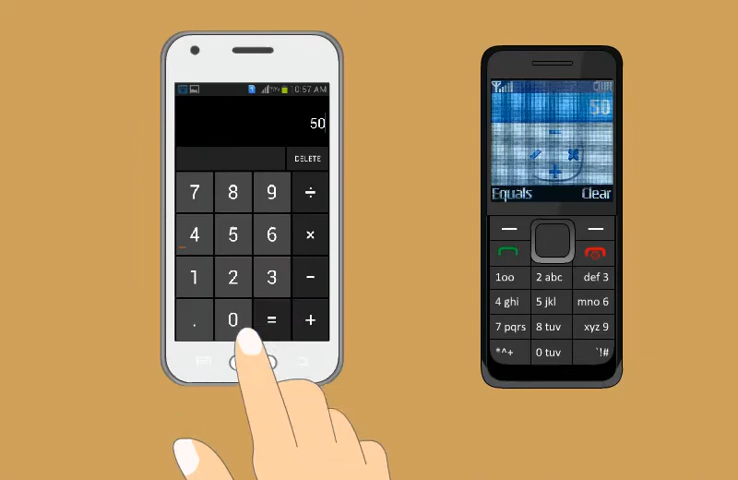 0:57 AM
50
DELETE
7 8 9 ÷
4 5 6 ×
1 2 3 −
. 0 = +
50
Equals Clear
1oo 2 abc def 3
4 ghi 5 jkl mno 6
7 pqrs 8 tuv xyz 9
*^+ 0 tuv `!#